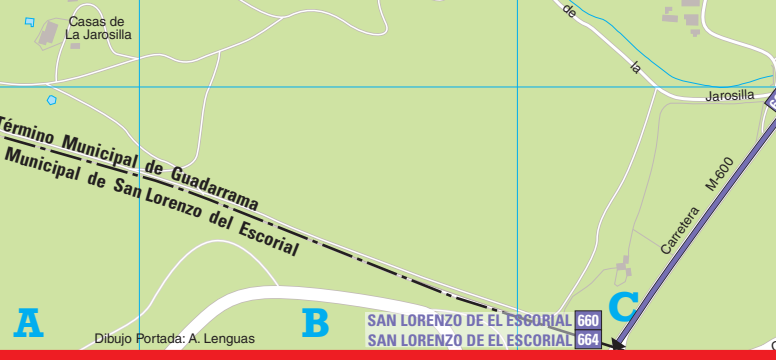 Casas de
La Jarosilla
de
la
Jarosilla
Término Municipal de Guadarrama
Municipal de San Lorenzo del Escorial
Carretera M-600
A
B
C
SAN LORENZO DE EL ESCORIAL 660
SAN LORENZO DE EL ESCORIAL 664
Dibujo Portada: A. Lenguas